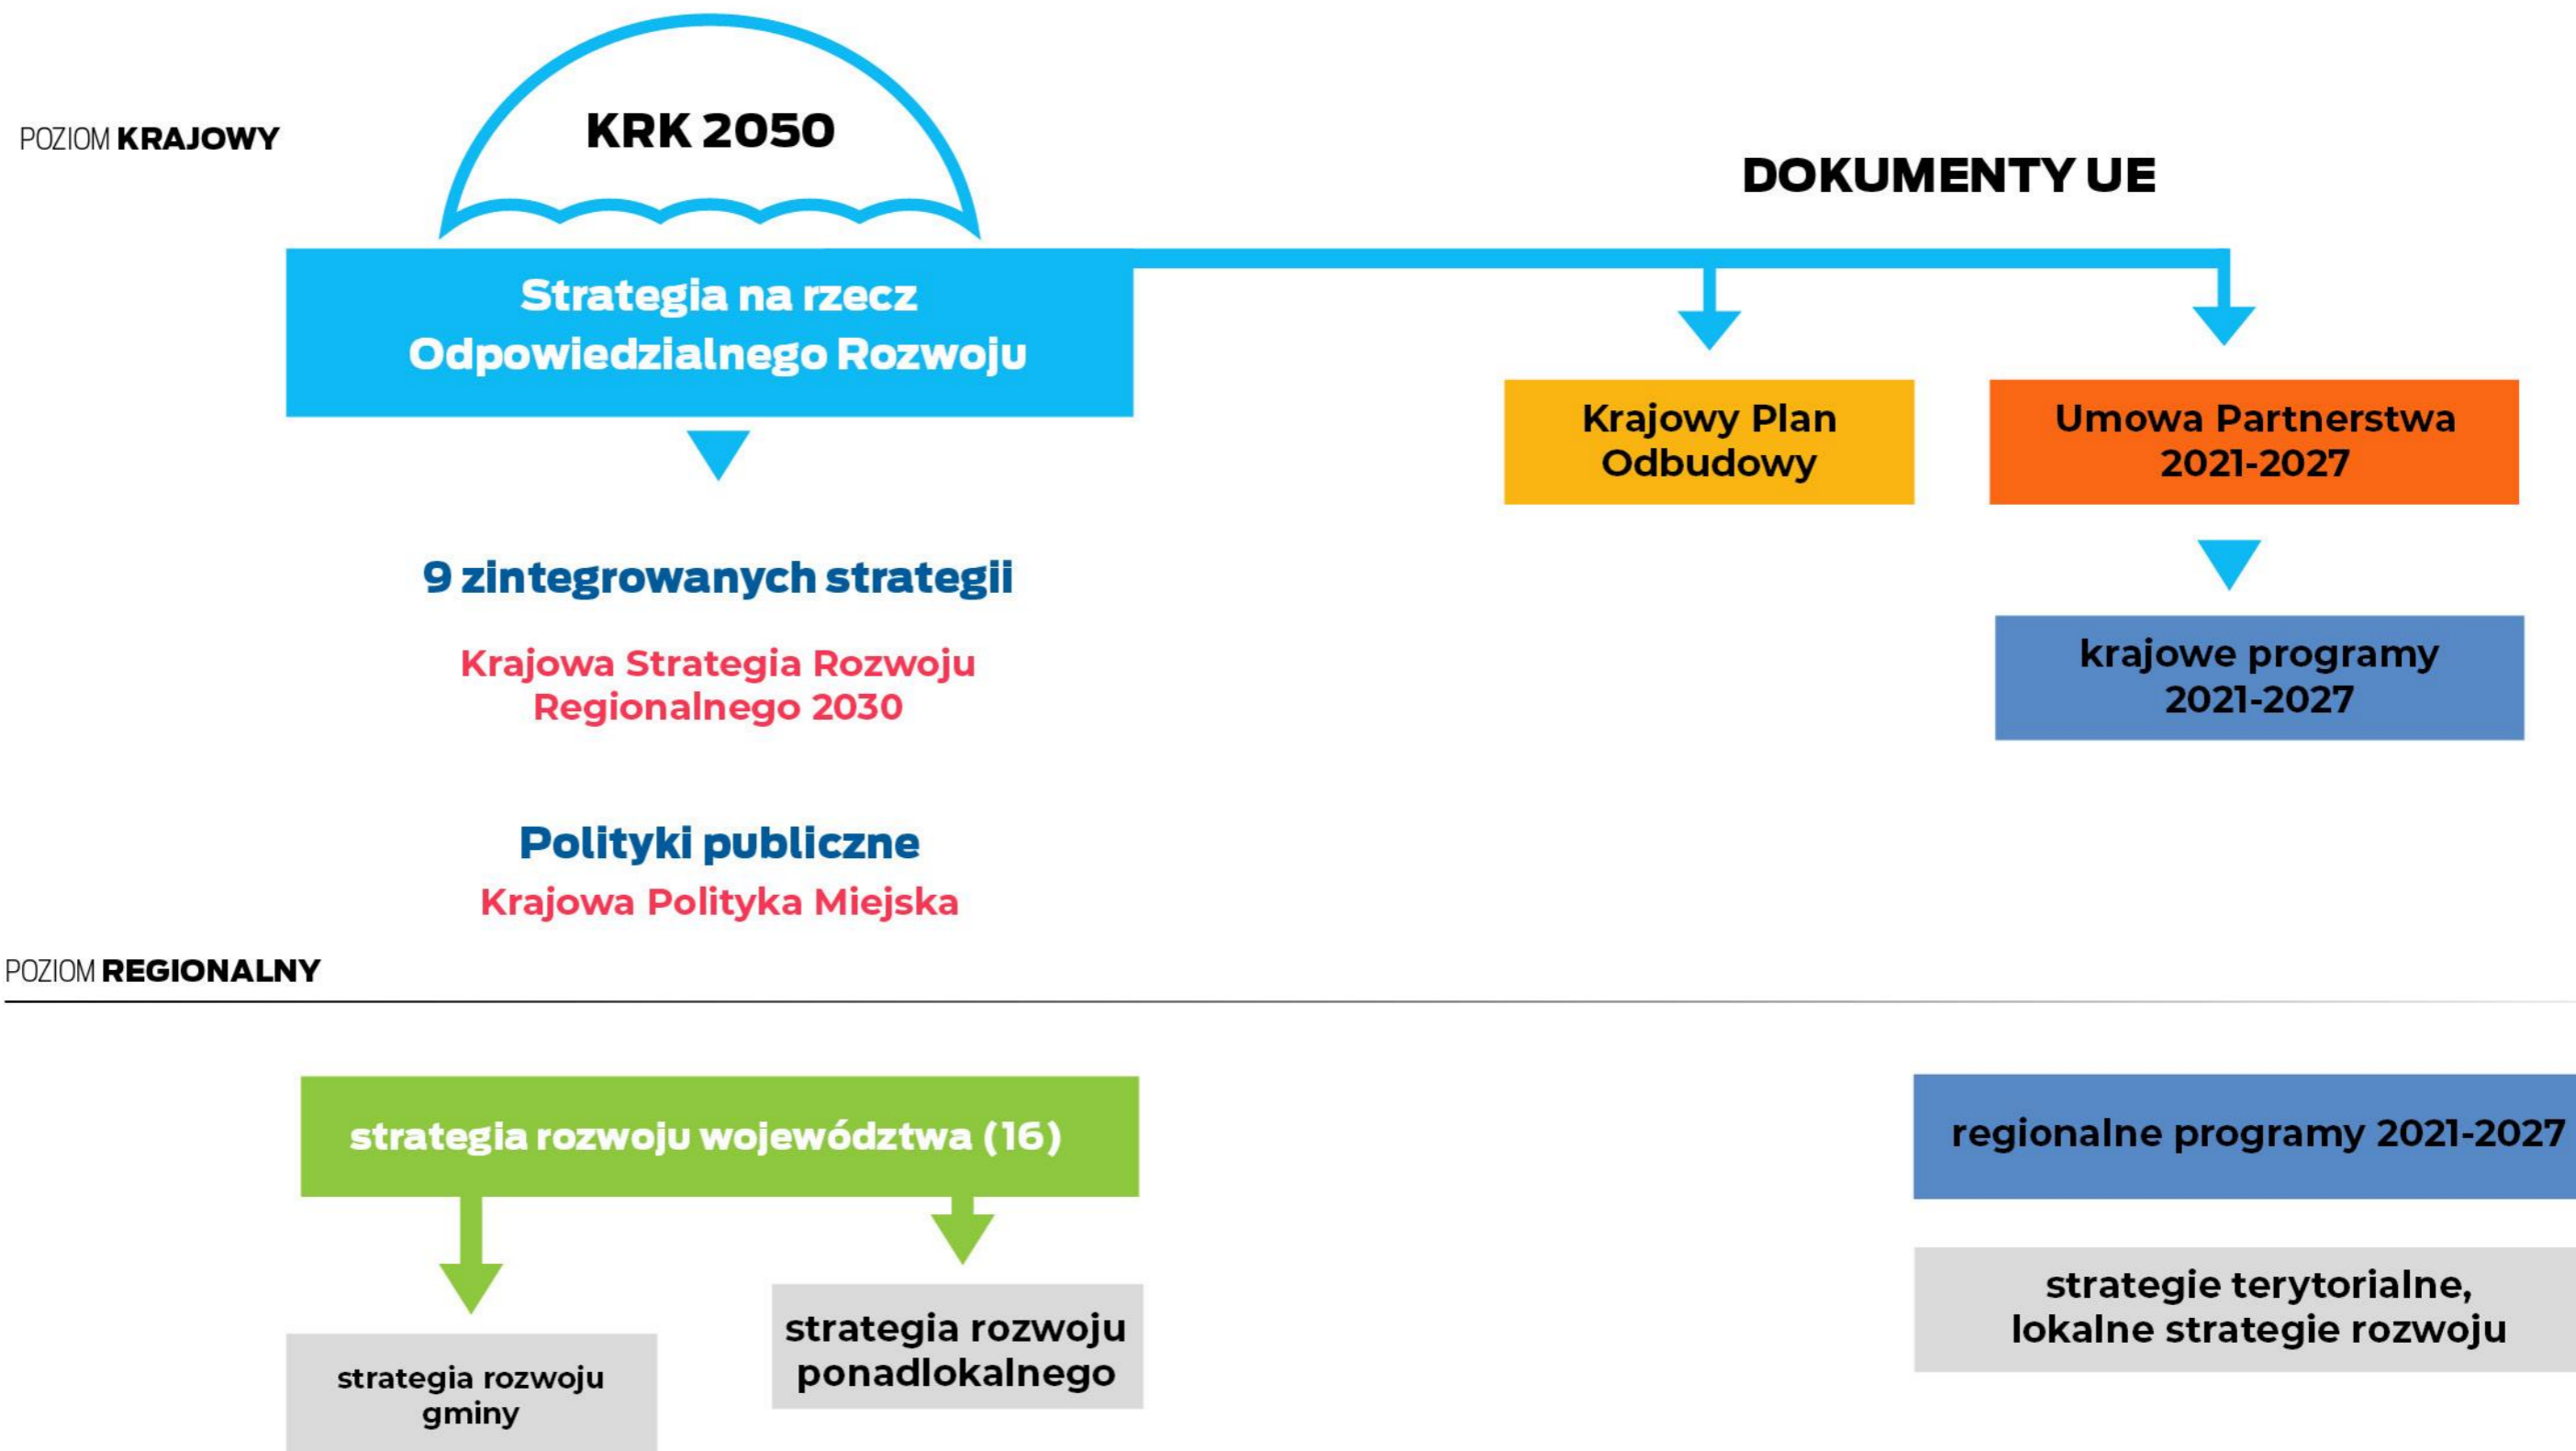 POZIOM KRAJOWY
KRK 2050
DOKUMENTY UE
Strategia na rzecz
Odpowiedzialnego Rozwoju
Krajowy Plan
Odbudowy
Umowa Partnerstwa
2021-2027
9 zintegrowanych strategii
Krajowa Strategia Rozwoju
Regionalnego 2030
krajowe programy
2021-2027
Polityki publiczne
Krajowa Polityka Miejska
POZIOM REGIONALNY
strategia rozwoju województwa (16)
regionalne programy 2021-2027
strategia rozwoju
gminy
strategia rozwoju
ponadlokalnego
strategie terytorialne,
lokalne strategie rozwoju